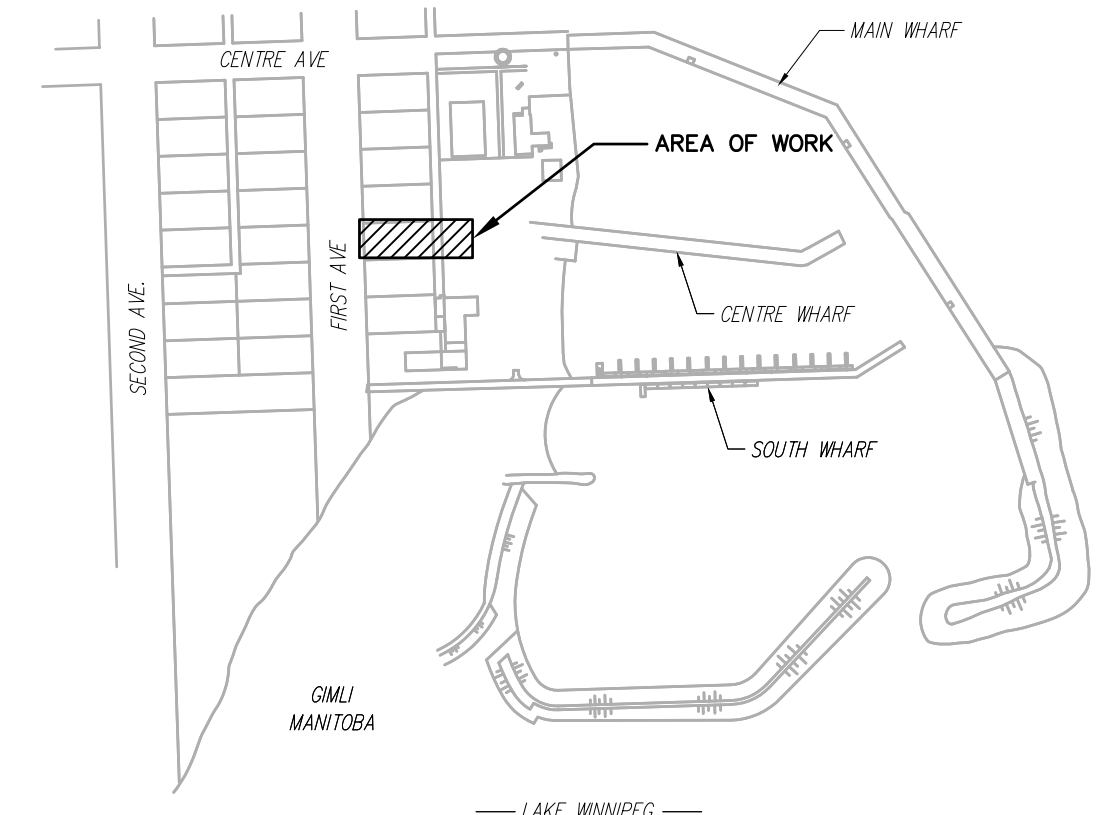 MAIN WHARF
CENTRE AVE
AREA OF WORK
FIRST AVE
SECOND AVE.
CENTRE WHARF
SOUTH WHARF
GIMLI
MANITOBA
LAKE WINNIPEG